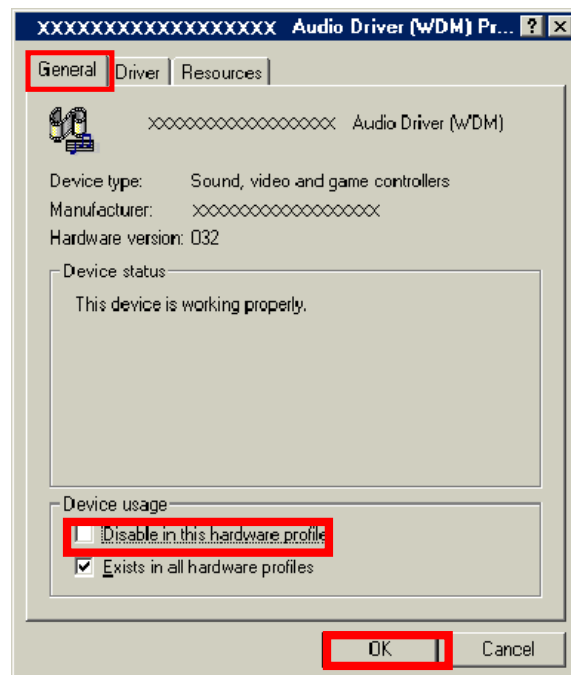 XXXXXXXXXXXXXXXXXX Audio Driver (WDM) Pr...
General Driver Resources
XXXXXXXXXXXXXXXXXX Audio Driver (WDM)
Device type: Sound, video and game controllers
Manufacturer: XXXXXXXXXXXXXXXXXX
Hardware version: 032
Device status
This device is working properly.
Device usage
Disable in this hardware profile
Exists in all hardware profiles
OK Cancel